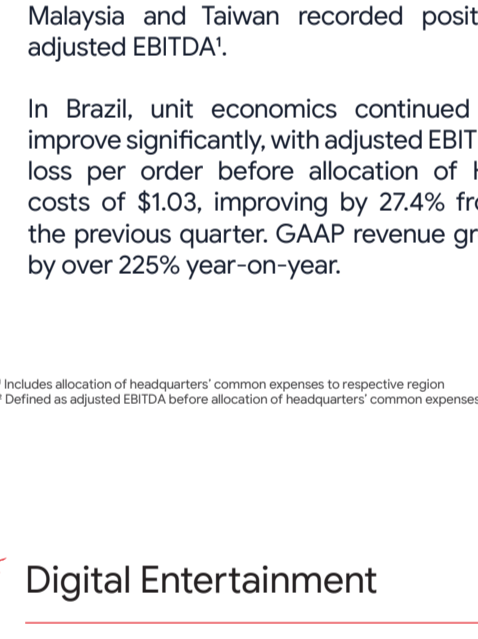 Malaysia and Taiwan recorded posit
adjusted EBITDA¹.
In Brazil, unit economics continued
improve significantly, with adjusted EBIT
loss per order before allocation of
costs of $1.03, improving by 27.4% fr
the previous quarter. GAAP revenue gr
by over 225% year-on-year.
Includes allocation of headquarters' common expenses to respective region
Defined as adjusted EBITDA before allocation of headquarters' common expenses
Digital Entertainment